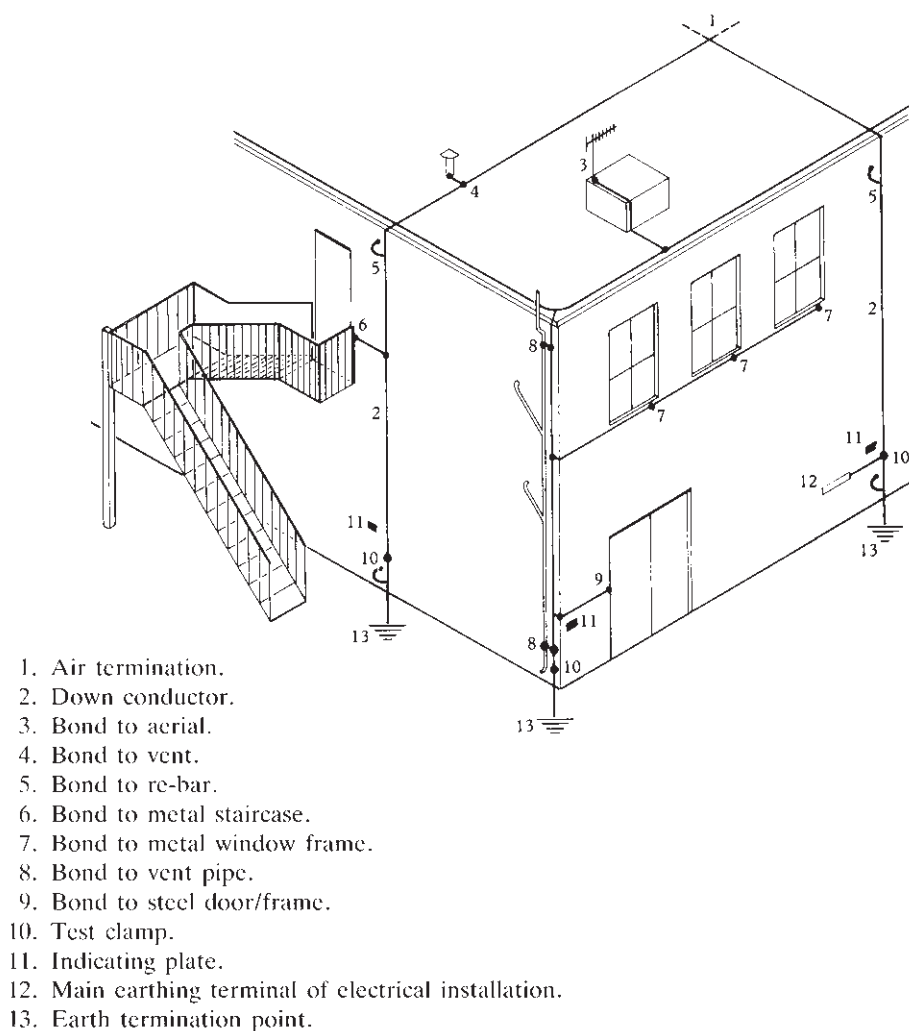 1
3
4
5
5
6
7
2
8
7
2
7
11
10
12
11
9
10
13
11
13
8
10
13
1. Air termination.
2. Down conductor.
3. Bond to aerial.
4. Bond to vent.
5. Bond to re-bar.
6. Bond to metal staircase.
7. Bond to metal window frame.
8. Bond to vent pipe.
9. Bond to steel door/frame.
10. Test clamp.
11. Indicating plate.
12. Main earthing terminal of electrical installation.
13. Earth termination point.